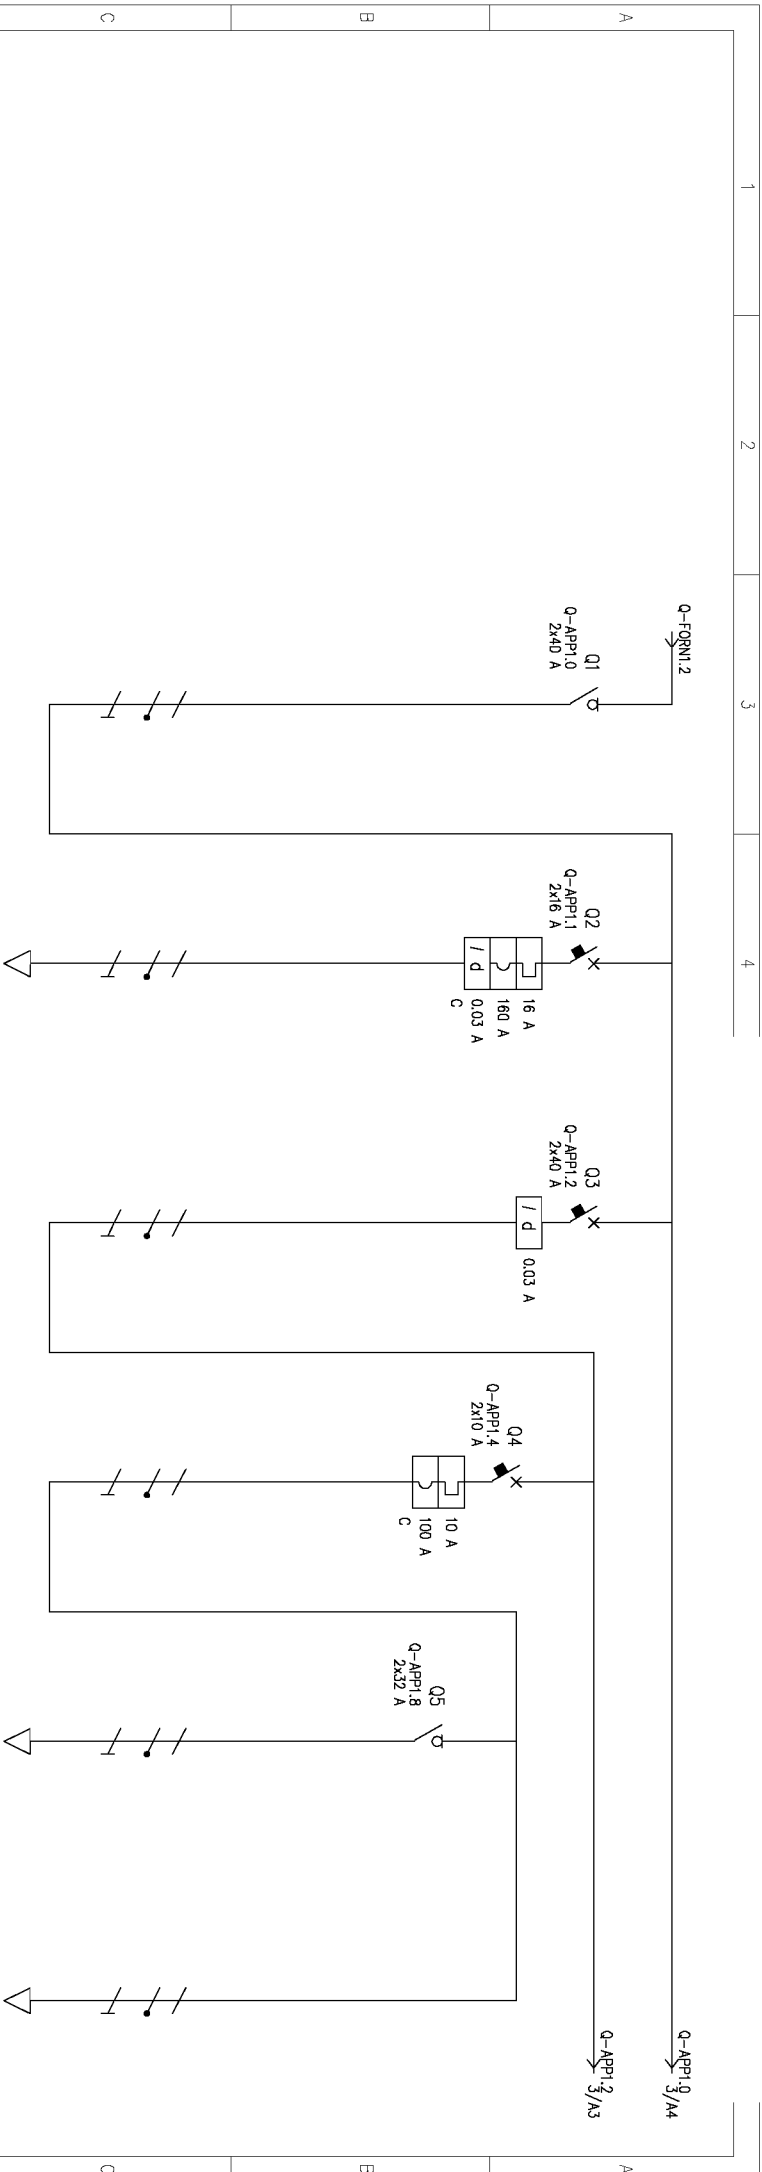 1
2
3
4
A
B
C
Q-FORN1.2
Q1
Q-APP1.0
2x40 A
Q2
Q-APP1.1
2x16 A
16 A
160 A
0.03 A
C
I d
Q3
Q-APP1.2
2x40 A
I d
0.03 A
Q4
Q-APP1.4
2x10 A
10 A
100 A
C
Q5
Q-APP1.8
2x32 A
Q-APP1.0
3/A4
Q-APP1.2
3/A3
A
B
C